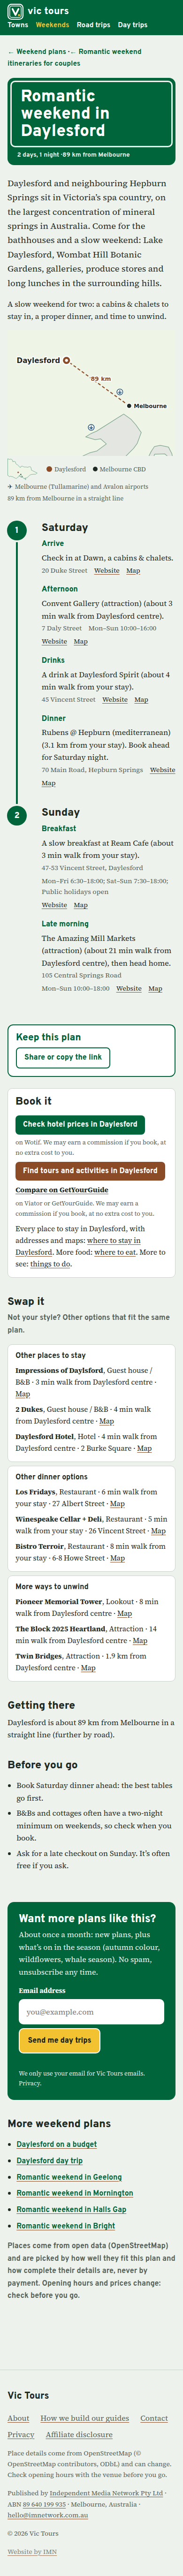 vic tours
Towns Weekends Road trips Day trips
← Weekend plans · ← Romantic weekend
itineraries for couples
Romantic
weekend in
Daylesford
2 days, 1 night · 89 km from Melbourne
Daylesford and neighbouring Hepburn
Springs sit in Victoria's spa country, on
the largest concentration of mineral
springs in Australia. Come for the
bathhouses and a slow weekend: Lake
Daylesford, Wombat Hill Botanic
Gardens, galleries, produce stores and
long lunches in the surrounding hills.
A slow weekend for two: a cabins & chalets to
stay in, a proper dinner, and time to unwind.
Daylesford
89 km
Melbourne
Daylesford Melbourne CBD
Melbourne (Tullamarine) and Avalon airports
89 km from Melbourne in a straight line
1
Saturday
Arrive
Check in at Dawn, a cabins & chalets.
20 Duke Street Website Map
Afternoon
Convent Gallery (attraction) (about 3
min walk from Daylesford centre).
7 Daly Street Mon–Sun 10:00–16:00
Website Map
Drinks
A drink at Daylesford Spirit (about 4
min walk from your stay).
45 Vincent Street Website Map
Dinner
Rubens @ Hepburn (mediterranean)
(3.1 km from your stay). Book ahead
for Saturday night.
70 Main Road, Hepburn Springs Website
Map
2
Sunday
Breakfast
A slow breakfast at Ream Cafe (about
3 min walk from your stay).
47-53 Vincent Street, Daylesford
Mon–Fri 6:30–18:00; Sat–Sun 7:30–18:00;
Public holidays open
Website Map
Late morning
The Amazing Mill Markets
(attraction) (about 21 min walk from
Daylesford centre), then head home.
105 Central Springs Road
Mon–Sun 10:00–18:00 Website Map
Keep this plan
Share or copy the link
Book it
Check hotel prices in Daylesford
on Wotif. We may earn a commission if you book, at
no extra cost to you.
Find tours and activities in Daylesford
Compare on GetYourGuide
on Viator or GetYourGuide. We may earn a
commission if you book, at no extra cost to you.
Every place to stay in Daylesford, with
addresses and maps: where to stay in
Daylesford. More food: where to eat. More to
see: things to do.
Swap it
Not your style? Other options that fit the same
plan.
Other places to stay
Impressions of Daylsford, Guest house /
B&B · 3 min walk from Daylesford centre ·
Map
2 Dukes, Guest house / B&B · 4 min walk
from Daylesford centre · Map
Daylesford Hotel, Hotel · 4 min walk from
Daylesford centre · 2 Burke Square · Map
Other dinner options
Los Fridays, Restaurant · 6 min walk from
your stay · 27 Albert Street · Map
Winespeake Cellar + Deli, Restaurant · 5 min
walk from your stay · 26 Vincent Street · Map
Bistro Terroir, Restaurant · 8 min walk from
your stay · 6-8 Howe Street · Map
More ways to unwind
Pioneer Memorial Tower, Lookout · 8 min
walk from Daylesford centre · Map
The Block 2025 Heartland, Attraction · 14
min walk from Daylesford centre · Map
Twin Bridges, Attraction · 1.9 km from
Daylesford centre · Map
Getting there
Daylesford is about 89 km from Melbourne in a
straight line (further by road).
Before you go
Book Saturday dinner ahead: the best tables
go first.
B&Bs and cottages often have a two-night
minimum on weekends, so check when you
book.
Ask for a late checkout on Sunday. It's often
free if you ask.
Want more plans like this?
About once a month: new plans, plus
what's on in the season (autumn colour,
wildflowers, whale season). No spam,
unsubscribe any time.
Email address
you@example.com
Send me day trips
We only use your email for Vic Tours emails.
Privacy.
More weekend plans
Daylesford on a budget
Daylesford day trip
Romantic weekend in Geelong
Romantic weekend in Mornington
Romantic weekend in Halls Gap
Romantic weekend in Bright
Places come from open data (OpenStreetMap)
and are picked by how well they fit this plan and
how complete their details are, never by
payment. Opening hours and prices change:
check before you go.
Vic Tours
About How we build our guides Contact
Privacy Affiliate disclosure
Place details come from OpenStreetMap (©
OpenStreetMap contributors, ODbL) and can change.
Check opening hours with the venue before you go.
Published by Independent Media Network Pty Ltd ·
ABN 89 640 199 935 · Melbourne, Australia ·
hello@imnetwork.com.au
© 2026 Vic Tours
Website by IMN